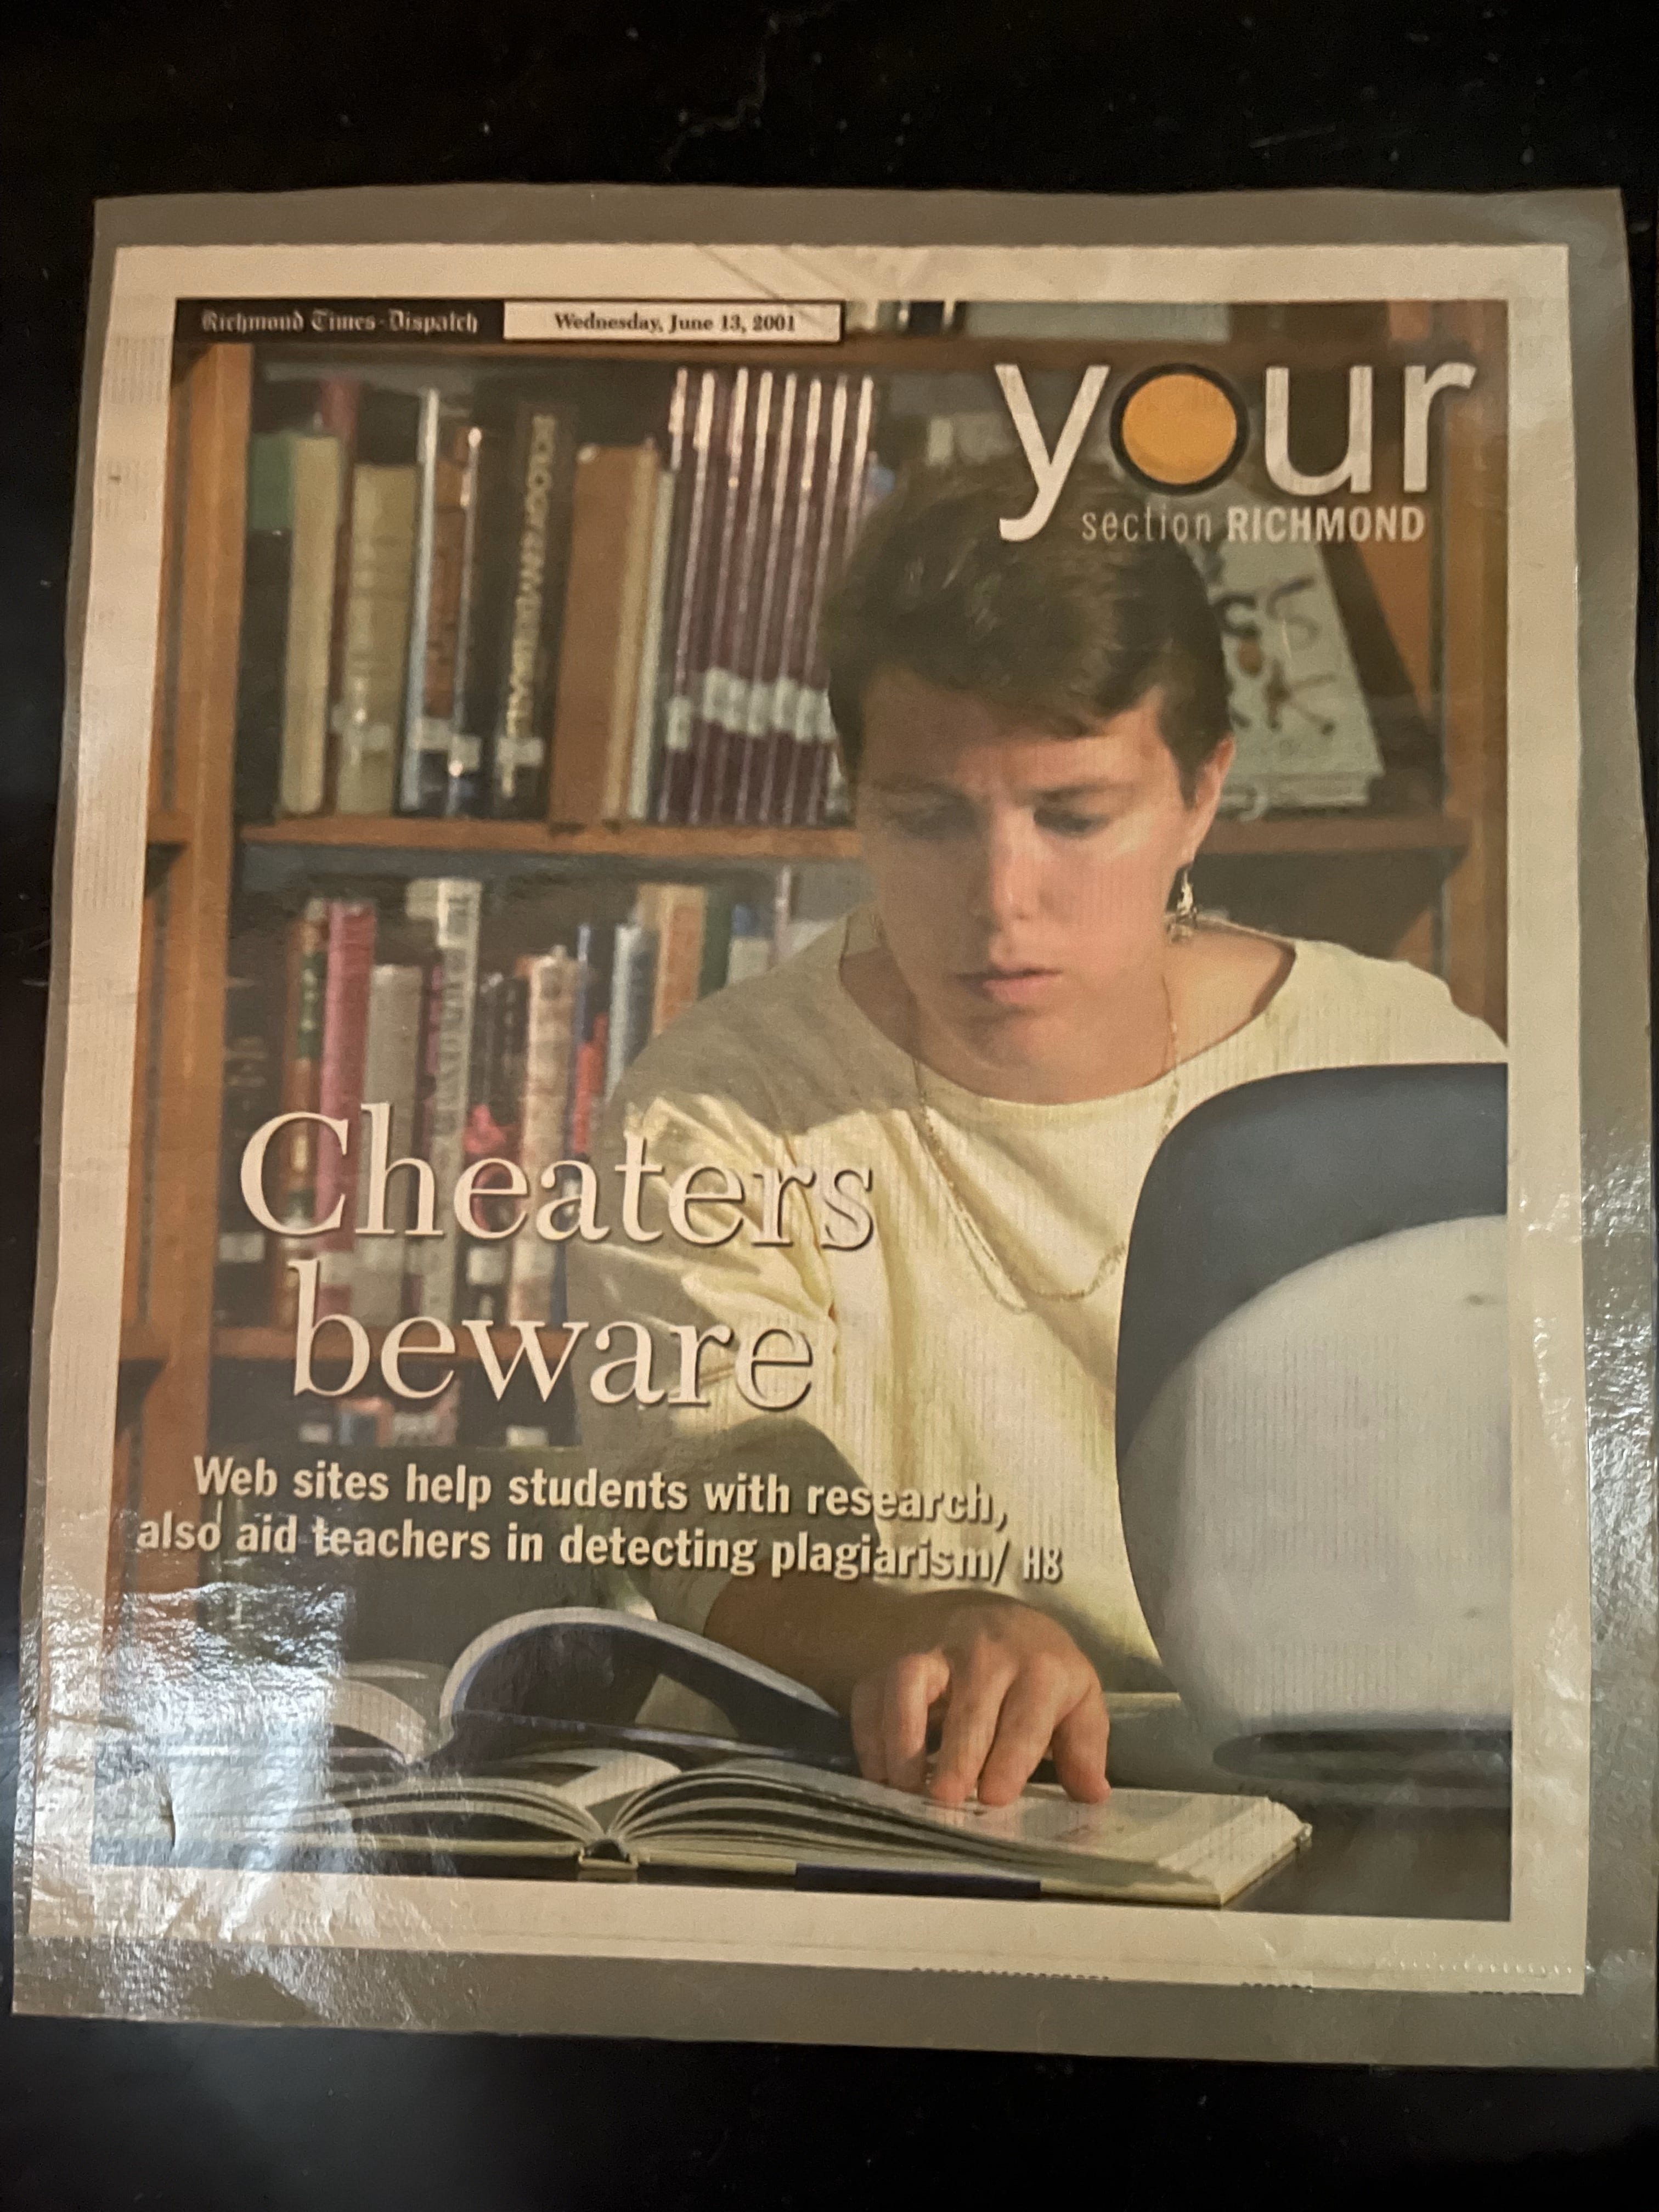 Richmond Times-Dispatch
Wednesday, June 13, 2001
your
section RICHMOND
Cheaters
beware
Web sites help students with research,
also aid teachers in detecting plagiarism/ H8